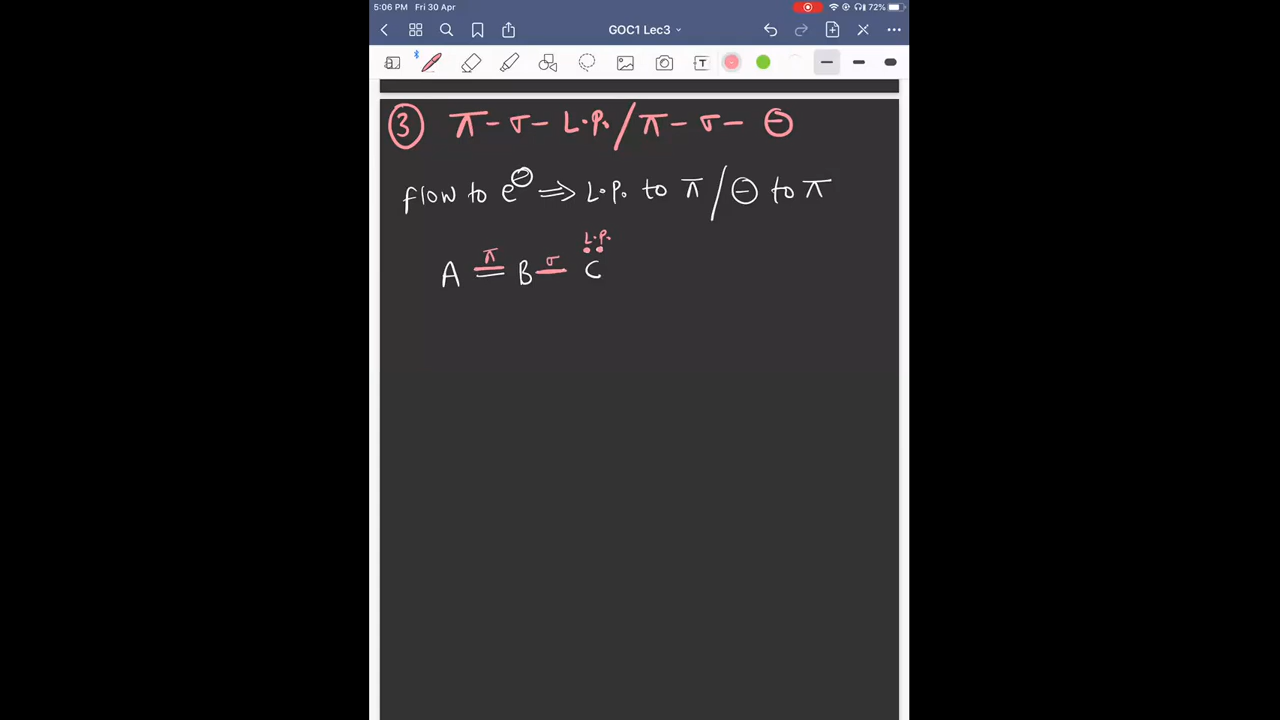 5:06 PM Fri 30 Apr
72%
GOC1 Lec3
T
③ π-σ-L.P./π-σ-⊖
flow to e⊖ ⇒ L.P. to π/⊖ to π
L.P.
π σ
A = B - C